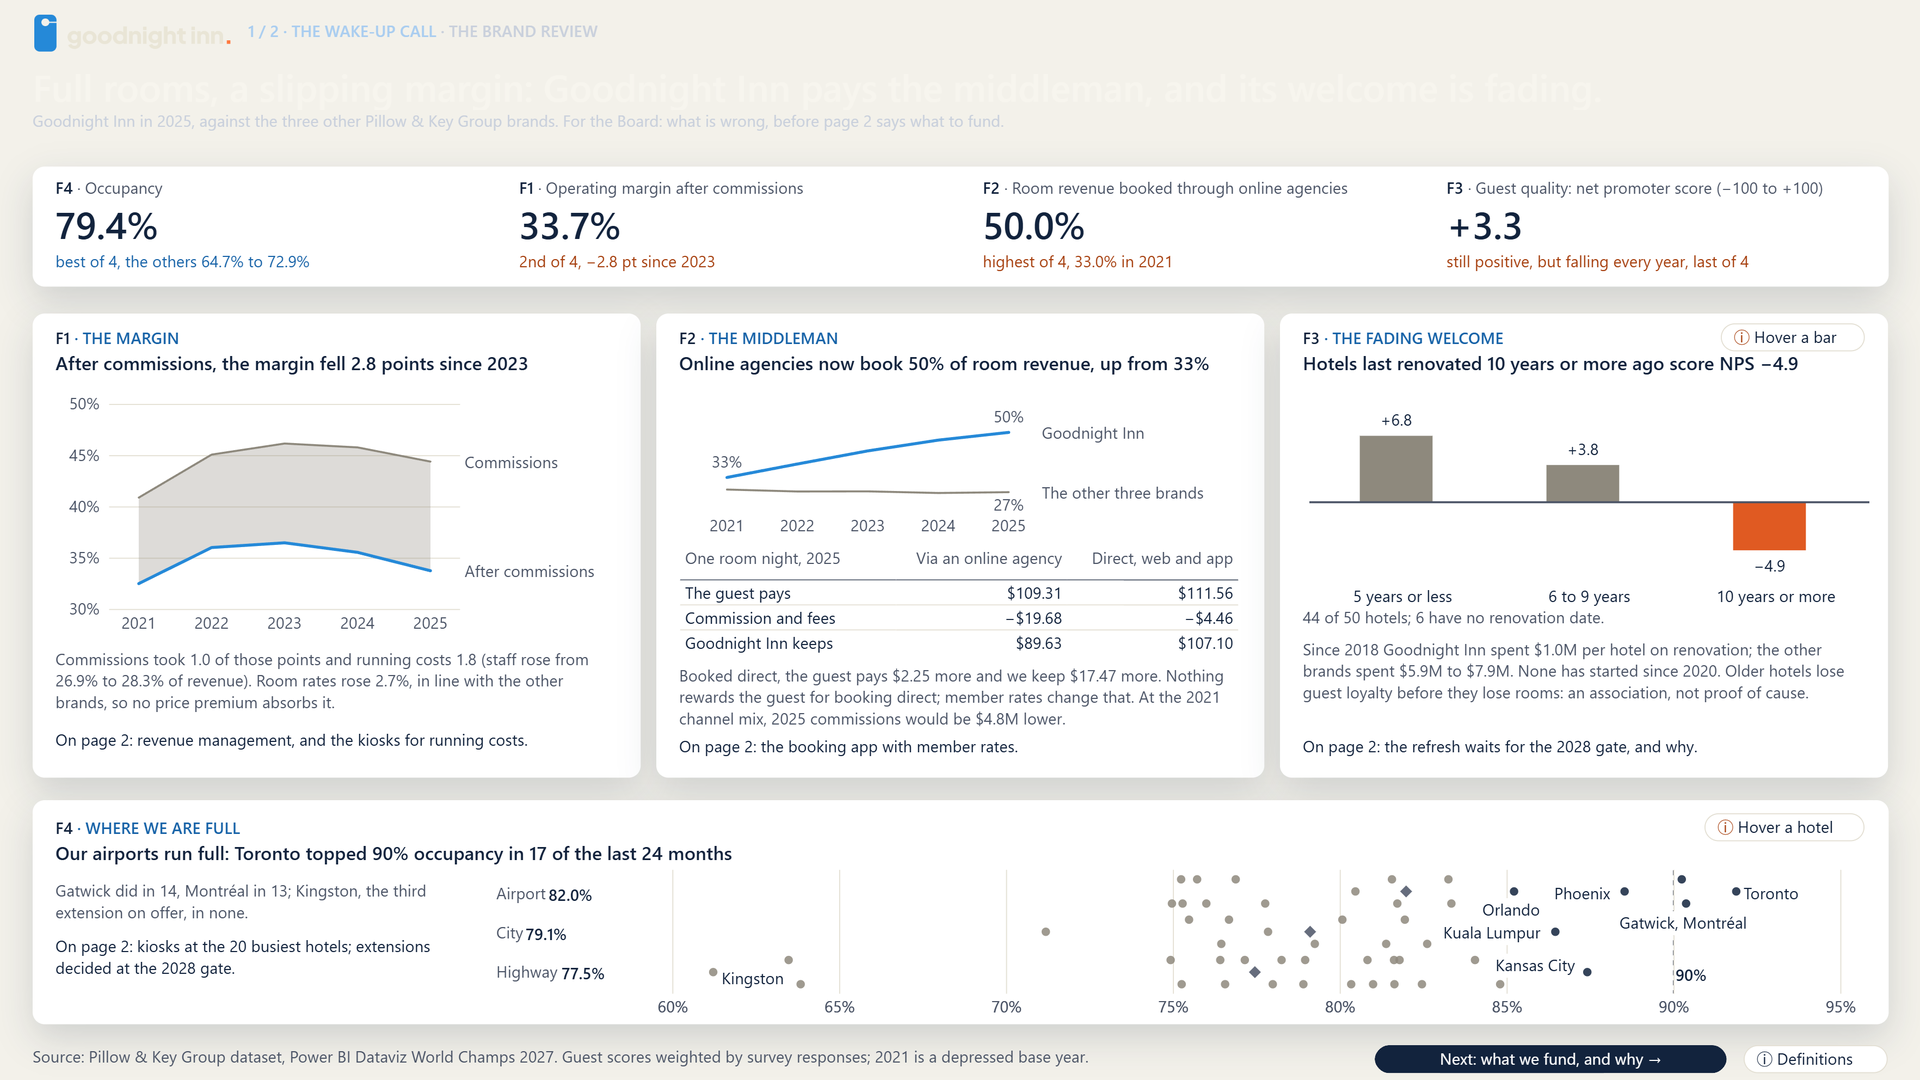 goodnight inn.
1 / 2 · THE WAKE-UP CALL · THE BRAND REVIEW
Full rooms, a slipping margin: Goodnight Inn pays the middleman, and its welcome is fading.
Goodnight Inn in 2025, against the three other Pillow & Key Group brands. For the Board: what is wrong, before page 2 says what to fund.
F4 · Occupancy
79.4%
best of 4, the others 64.7% to 72.9%
F1 · Operating margin after commissions
33.7%
2nd of 4, −2.8 pt since 2023
F2 · Room revenue booked through online agencies
50.0%
highest of 4, 33.0% in 2021
F3 · Guest quality: net promoter score (−100 to +100)
+3.3
still positive, but falling every year, last of 4
F1 · THE MARGIN
After commissions, the margin fell 2.8 points since 2023
50%
45%
40%
35%
30%
Commissions
After commissions
2021 2022 2023 2024 2025
Commissions took 1.0 of those points and running costs 1.8 (staff rose from
26.9% to 28.3% of revenue). Room rates rose 2.7%, in line with the other
brands, so no price premium absorbs it.
On page 2: revenue management, and the kiosks for running costs.
F2 · THE MIDDLEMAN
Online agencies now book 50% of room revenue, up from 33%
50%
Goodnight Inn
33%
The other three brands
27%
2021 2022 2023 2024 2025
One room night, 2025 Via an online agency Direct, web and app
The guest pays $109.31 $111.56
Commission and fees −$19.68 −$4.46
Goodnight Inn keeps $89.63 $107.10
Booked direct, the guest pays $2.25 more and we keep $17.47 more. Nothing
rewards the guest for booking direct; member rates change that. At the 2021
channel mix, 2025 commissions would be $4.8M lower.
On page 2: the booking app with member rates.
F3 · THE FADING WELCOME
ⓘ Hover a bar
Hotels last renovated 10 years or more ago score NPS −4.9
+6.8
+3.8
−4.9
5 years or less 6 to 9 years 10 years or more
44 of 50 hotels; 6 have no renovation date.
Since 2018 Goodnight Inn spent $1.0M per hotel on renovation; the other
brands spent $5.9M to $7.9M. None has started since 2020. Older hotels lose
guest loyalty before they lose rooms: an association, not proof of cause.
On page 2: the refresh waits for the 2028 gate, and why.
F4 · WHERE WE ARE FULL
ⓘ Hover a hotel
Our airports run full: Toronto topped 90% occupancy in 17 of the last 24 months
Gatwick did in 14, Montréal in 13; Kingston, the third
extension on offer, in none.
On page 2: kiosks at the 20 busiest hotels; extensions
decided at the 2028 gate.
Airport 82.0%
City 79.1%
Highway 77.5%
Phoenix
Toronto
Orlando
Gatwick, Montréal
Kuala Lumpur
Kansas City
Kingston
90%
60% 65% 70% 75% 80% 85% 90% 95%
Source: Pillow & Key Group dataset, Power BI Dataviz World Champs 2027. Guest scores weighted by survey responses; 2021 is a depressed base year.
Next: what we fund, and why →
ⓘ Definitions